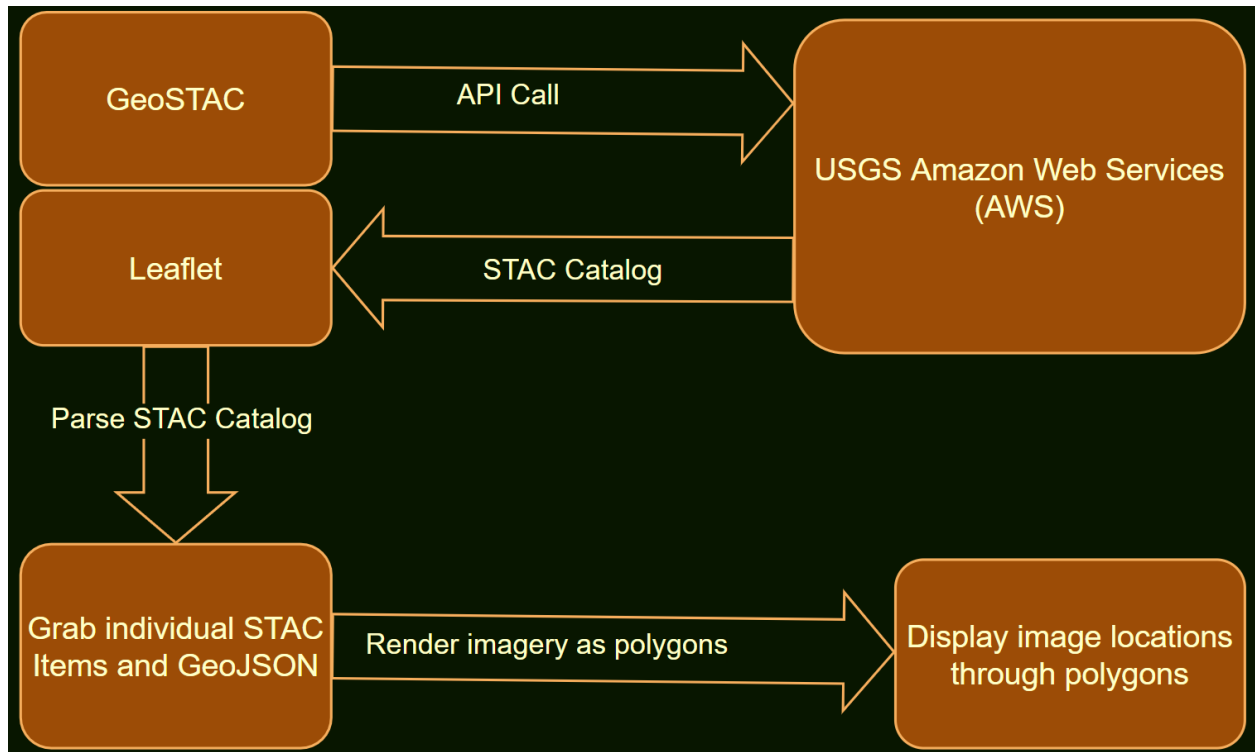 GeoSTAC
API Call
USGS Amazon Web Services
(AWS)
Leaflet
STAC Catalog
Parse STAC Catalog
Grab individual STAC
Items and GeoJSON
Render imagery as polygons
Display image locations
through polygons